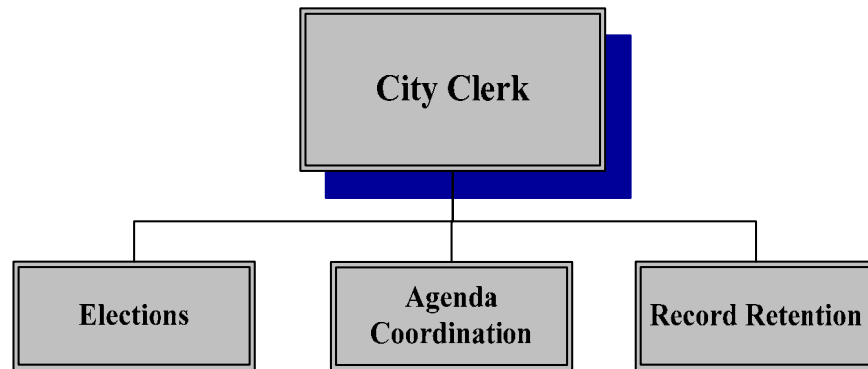 City Clerk
Elections
Agenda
Coordination
Record Retention